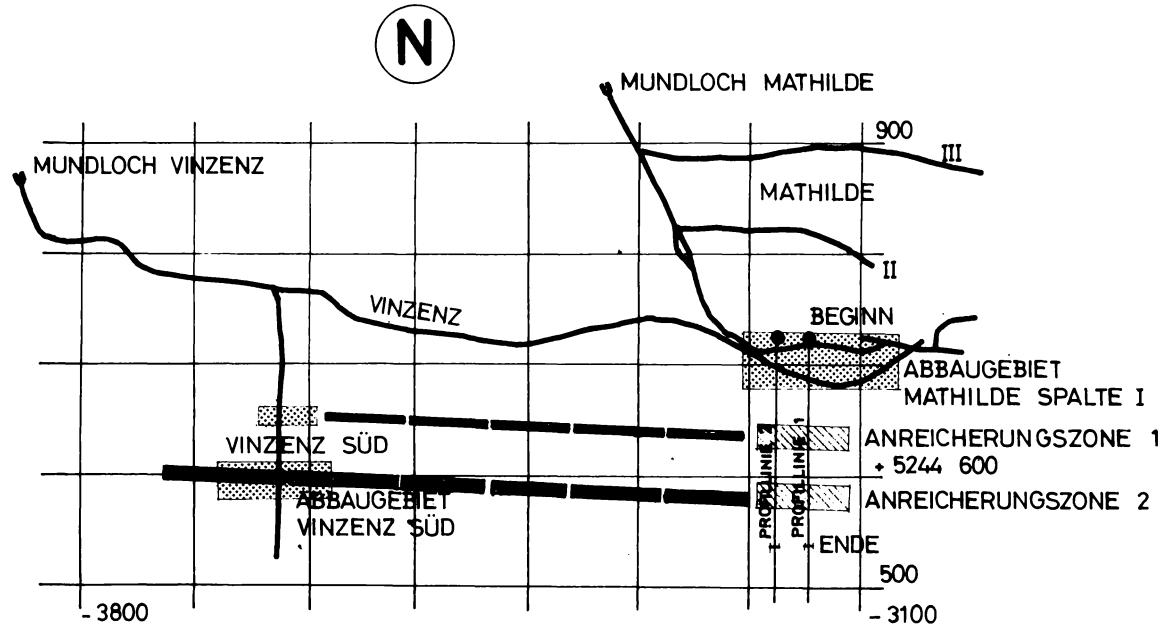 N
MUNDLOCH MATHILDE
900
III
MUNDLOCH VINZENZ
MATHILDE
II
VINZENZ
BEGINN
ABBAUGEBIET
MATHILDE SPALTE I
VINZENZ SÜD
PROFILLINIE 2
PROFILLINIE 1
ANREICHERUNGSZONE 1
+ 5244 600
ABBAUGEBIET
VINZENZ SÜD
ANREICHERUNGSZONE 2
ENDE
500
- 3800
- 3100